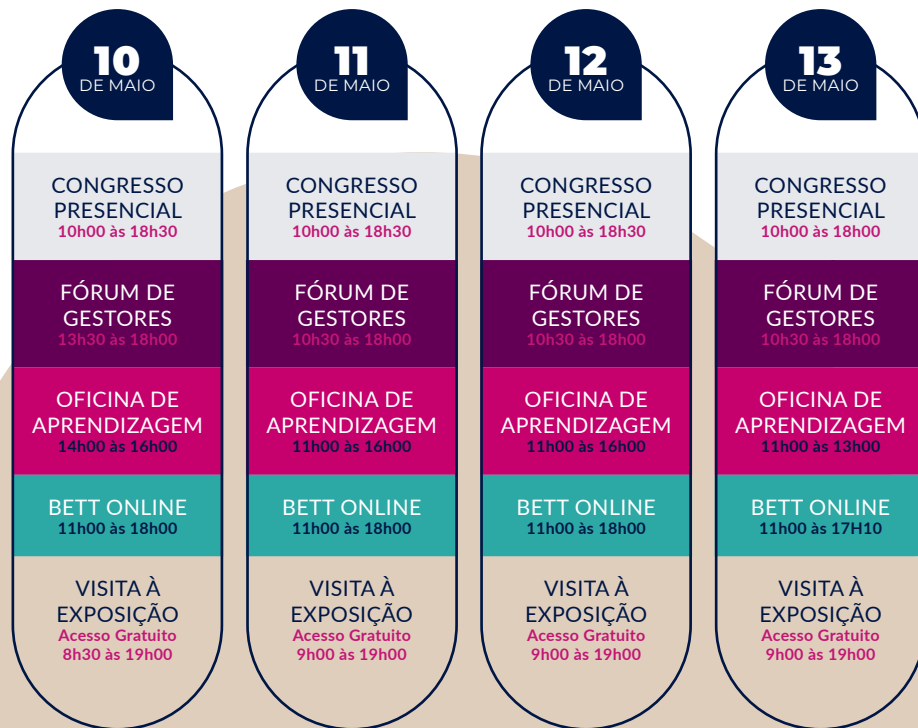 10
DE MAIO
CONGRESSO
PRESENCIAL
10h00 às 18h30
FÓRUM DE
GESTORES
13h30 às 18h00
OFICINA DE
APRENDIZAGEM
14h00 às 16h00
BETT ONLINE
11h00 às 18h00
VISITA À
EXPOSIÇÃO
Acesso Gratuito
8h30 às 19h00
11
DE MAIO
CONGRESSO
PRESENCIAL
10h00 às 18h30
FÓRUM DE
GESTORES
10h30 às 18h00
OFICINA DE
APRENDIZAGEM
11h00 às 16h00
BETT ONLINE
11h00 às 18h00
VISITA À
EXPOSIÇÃO
Acesso Gratuito
9h00 às 19h00
12
DE MAIO
CONGRESSO
PRESENCIAL
10h00 às 18h30
FÓRUM DE
GESTORES
10h30 às 18h00
OFICINA DE
APRENDIZAGEM
11h00 às 16h00
BETT ONLINE
11h00 às 18h00
VISITA À
EXPOSIÇÃO
Acesso Gratuito
9h00 às 19h00
13
DE MAIO
CONGRESSO
PRESENCIAL
10h00 às 18h00
FÓRUM DE
GESTORES
10h30 às 18h00
OFICINA DE
APRENDIZAGEM
11h00 às 13h00
BETT ONLINE
11h00 às 17H10
VISITA À
EXPOSIÇÃO
Acesso Gratuito
9h00 às 19h00